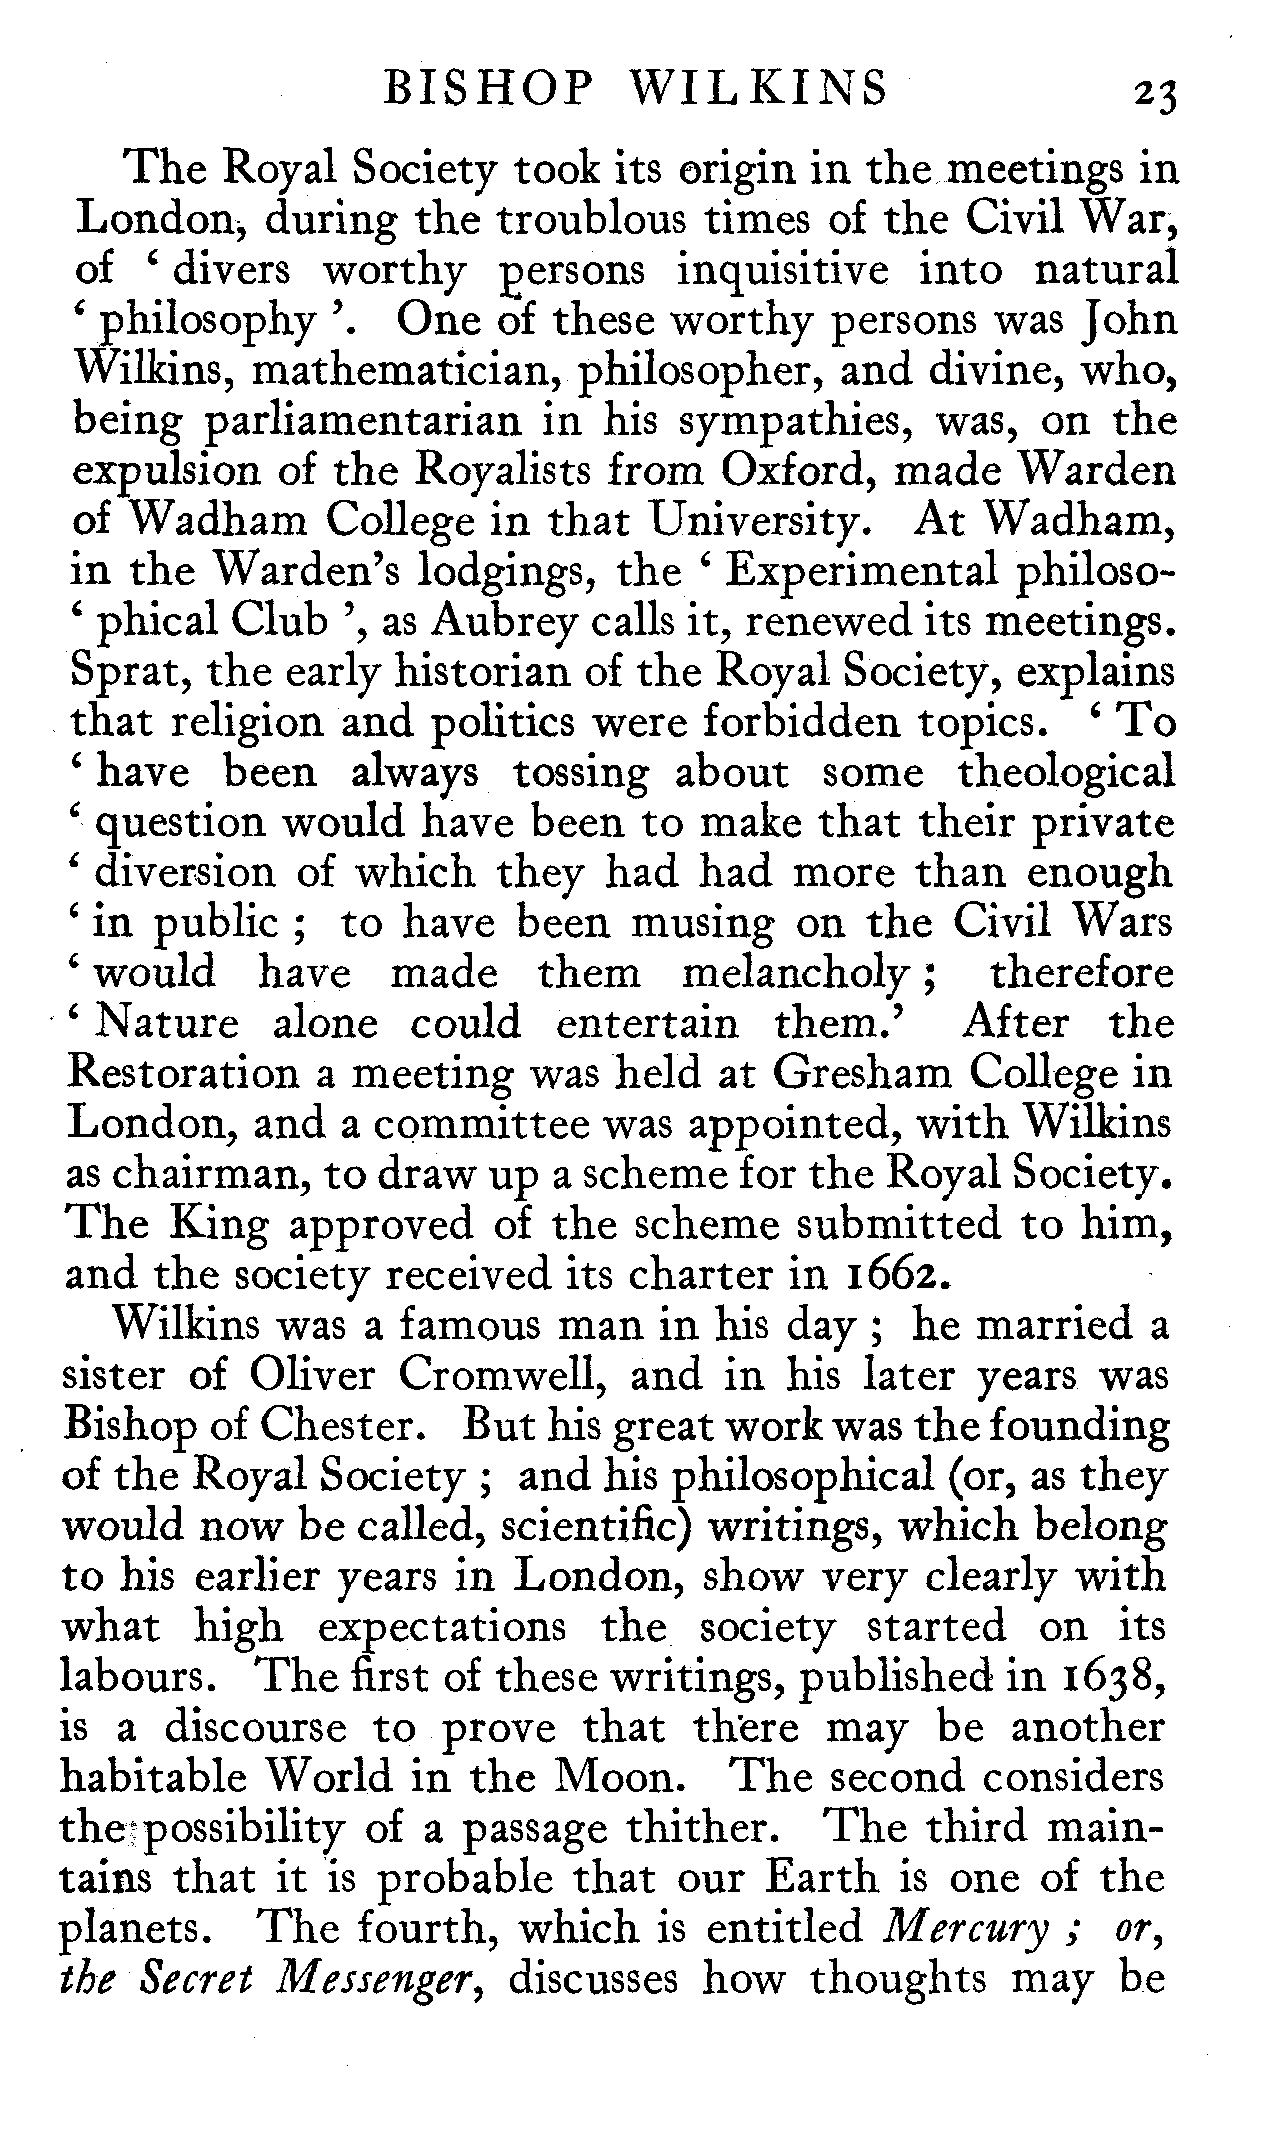 BISHOP WILKINS 23
The Royal Society took its origin in the meetings in
London, during the troublous times of the Civil War,
of ‘ divers worthy persons inquisitive into natural
‘ philosophy ’. One of these worthy persons was John
Wilkins, mathematician, philosopher, and divine, who,
being parliamentarian in his sympathies, was, on the
expulsion of the Royalists from Oxford, made Warden
of Wadham College in that University. At Wadham,
in the Warden’s lodgings, the ‘ Experimental philoso-
‘ phical Club ’, as Aubrey calls it, renewed its meetings.
Sprat, the early historian of the Royal Society, explains
that religion and politics were forbidden topics. ‘ To
‘ have been always tossing about some theological
‘ question would have been to make that their private
‘ diversion of which they had had more than enough
‘ in public ; to have been musing on the Civil Wars
‘ would have made them melancholy ; therefore
‘ Nature alone could entertain them.’ After the
Restoration a meeting was held at Gresham College in
London, and a committee was appointed, with Wilkins
as chairman, to draw up a scheme for the Royal Society.
The King approved of the scheme submitted to him,
and the society received its charter in 1662.
Wilkins was a famous man in his day ; he married a
sister of Oliver Cromwell, and in his later years was
Bishop of Chester. But his great work was the founding
of the Royal Society ; and his philosophical (or, as they
would now be called, scientific) writings, which belong
to his earlier years in London, show very clearly with
what high expectations the society started on its
labours. The first of these writings, published in 1638,
is a discourse to prove that there may be another
habitable World in the Moon. The second considers
the possibility of a passage thither. The third main-
tains that it is probable that our Earth is one of the
planets. The fourth, which is entitled Mercury ; or,
the Secret Messenger, discusses how thoughts may be